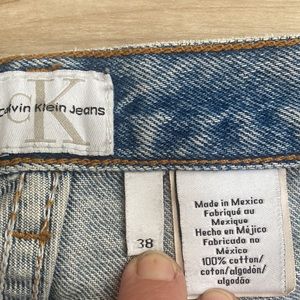 CK
Calvin Klein Jeans
38
Made in Mexico
Fabriqué au
Mexique
Hecho en Méjico
Fabricado no
México
100% cotton/
coton/algodón/
algodão